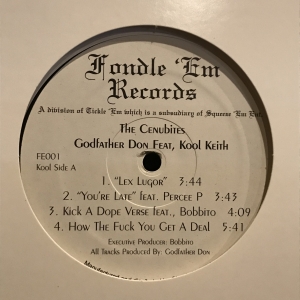 Fondle 'Em
Records
A division of Tickle 'Em which is a subsudiary of Squeeze 'Em Ent
The Cenubites
Godfather Don Feat, Kool Keith
FE001
Kool Side A
1. "Lex Lugor" 3:44
2. "You're Late" feat. Percee P 3:43
3. Kick A Dope Verse feat., Bobbito 4:09
4. How The Fuck You Get A Deal 5:41
Executive Producer: Bobbito
All Tracks Produced By: Godfather Don